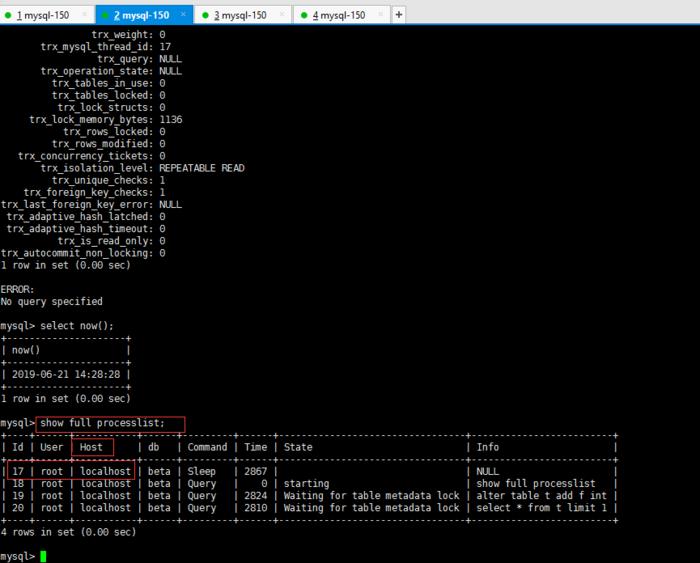 1 mysql-150 × 2 mysql-150 × 3 mysql-150 × 4 mysql-150 × +
trx_weight: 0
trx_mysql_thread_id: 17
trx_query: NULL
trx_operation_state: NULL
trx_tables_in_use: 0
trx_tables_locked: 0
trx_lock_structs: 0
trx_lock_memory_bytes: 1136
trx_rows_locked: 0
trx_rows_modified: 0
trx_concurrency_tickets: 0
trx_isolation_level: REPEATABLE READ
trx_unique_checks: 1
trx_foreign_key_checks: 1
trx_last_foreign_key_error: NULL
trx_adaptive_hash_latched: 0
trx_adaptive_hash_timeout: 0
trx_is_read_only: 0
trx_autocommit_non_locking: 0
1 row in set (0.00 sec)
ERROR:
No query specified
mysql> select now();
+---------------------+
| now()               |
+---------------------+
| 2019-06-21 14:28:28 |
+---------------------+
1 row in set (0.00 sec)
mysql> show full processlist;
+----+------+-----------+------+---------+------+---------------------------------+-------------------------+
| Id | User | Host      | db   | Command | Time | State                           | Info                    |
+----+------+-----------+------+---------+------+---------------------------------+-------------------------+
| 17 | root | localhost | beta | Sleep   | 2867 |                                 | NULL                    |
| 18 | root | localhost | beta | Query   |    0 | starting                        | show full processlist   |
| 19 | root | localhost | beta | Query   | 2824 | Waiting for table metadata lock | alter table t add f int |
| 20 | root | localhost | beta | Query   | 2810 | Waiting for table metadata lock | select * from t limit 1 |
+----+------+-----------+------+---------+------+---------------------------------+-------------------------+
4 rows in set (0.00 sec)
mysql>